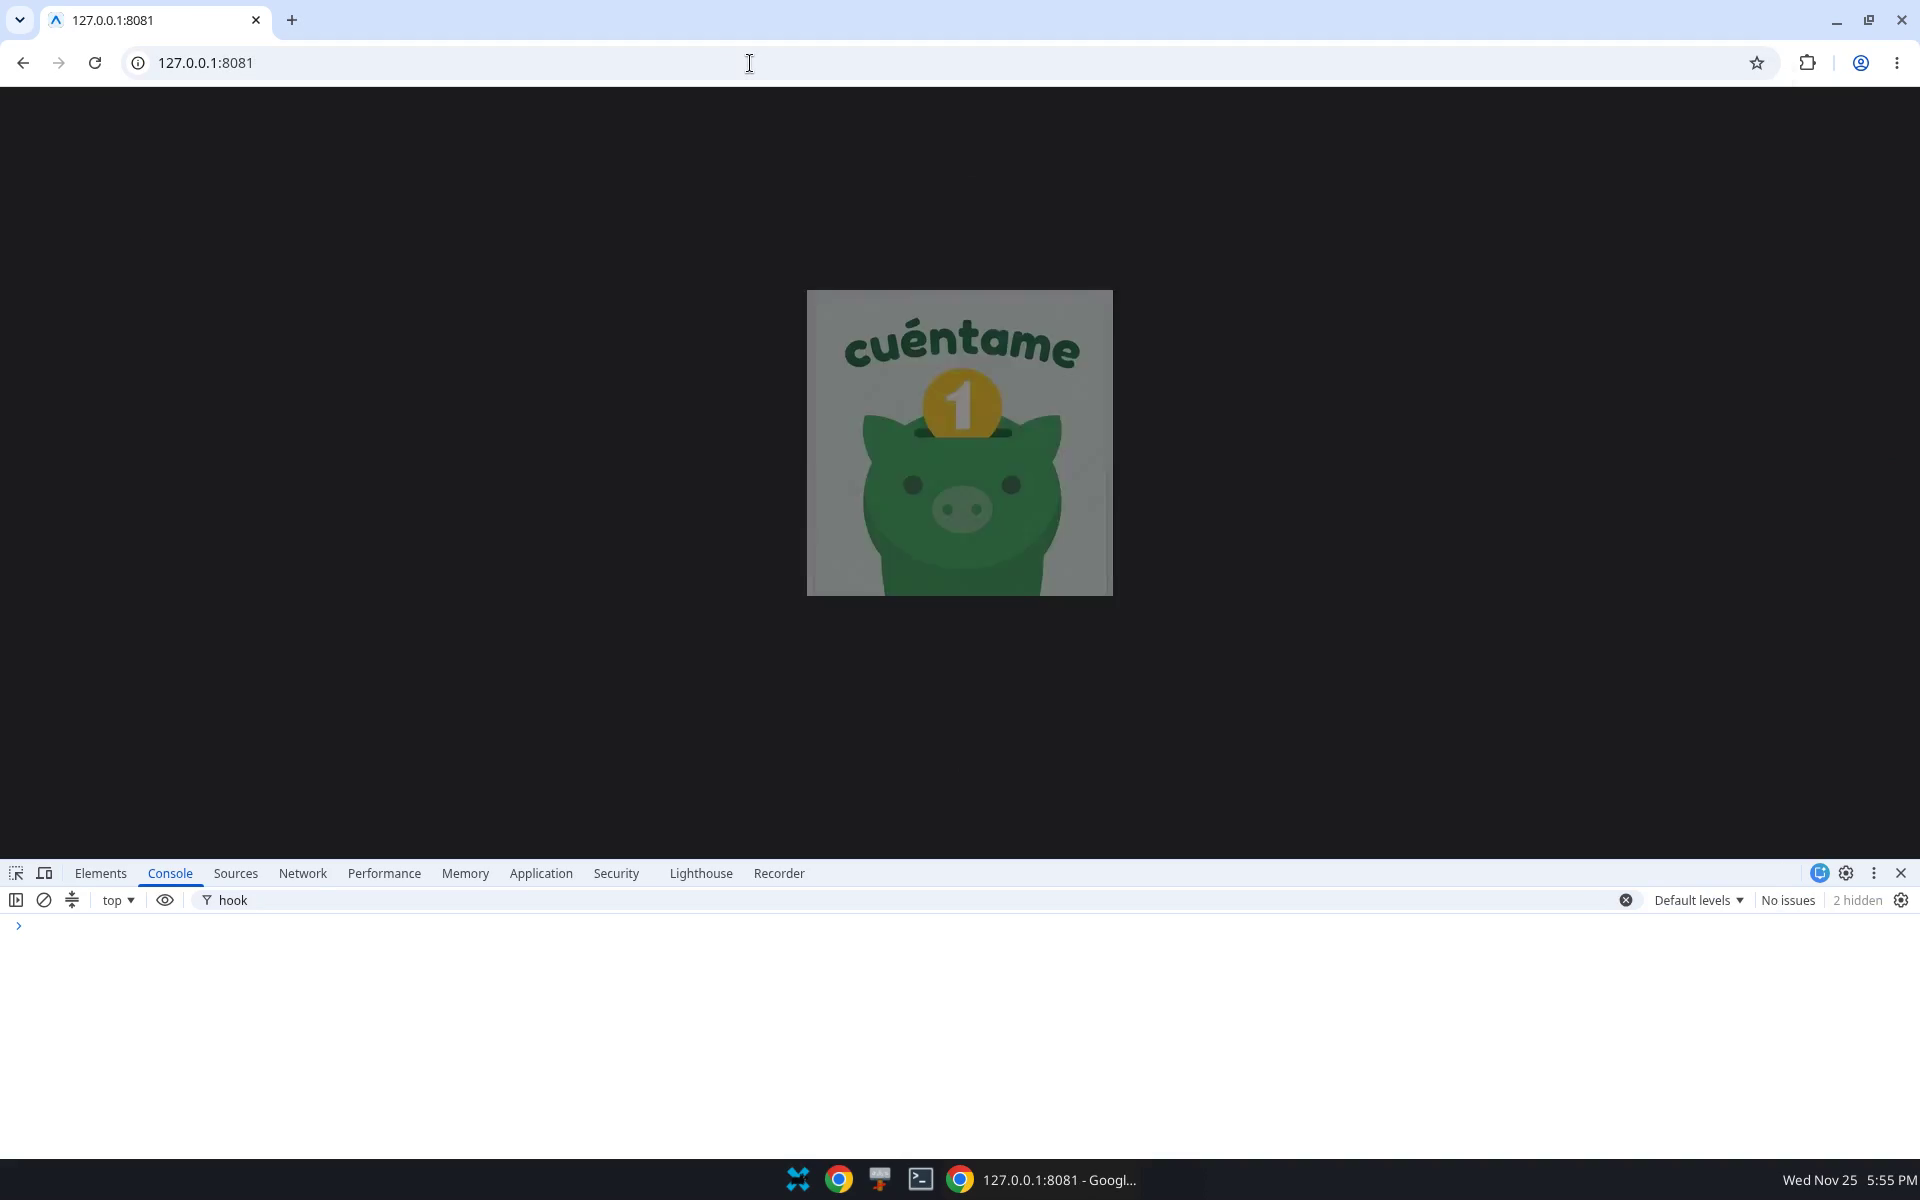 127.0.0.1:8081
127.0.0.1:8081
cuéntame
1
Elements Console Sources Network Performance Memory Application Security Lighthouse Recorder
top hook Default levels No issues 2 hidden
127.0.0.1:8081 - Googl... Wed Nov 25 5:55 PM